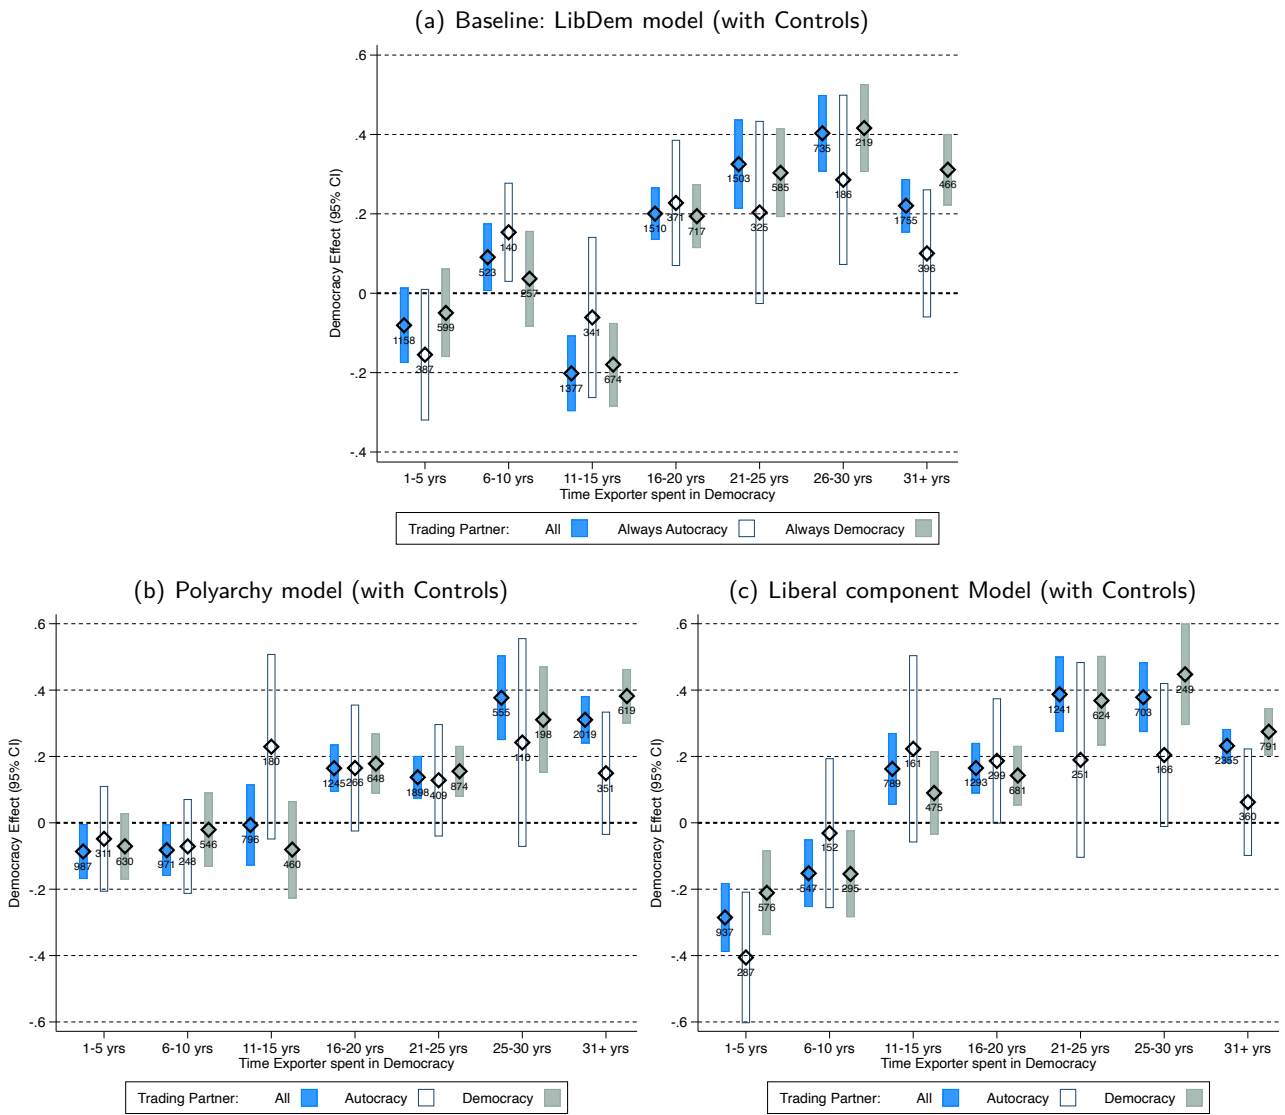 (a) Baseline: LibDem model (with Controls)
Democracy Effect (95% CI)
.6
.4
.2
0
-.2
-.4
1158
387
599
523
140
257
1377
341
674
1510
371
717
1503
325
585
735
186
219
1755
396
466
1-5 yrs
6-10 yrs
11-15 yrs
16-20 yrs
21-25 yrs
26-30 yrs
31+ yrs
Time Exporter spent in Democracy
Trading Partner: All Always Autocracy Always Democracy
(b) Polyarchy model (with Controls)
Democracy Effect (95% CI)
.6
.4
.2
0
-.2
-.4
-.6
987
311
630
971
248
546
796
180
460
1245
266
648
1898
409
874
555
110
198
2019
351
619
1-5 yrs
6-10 yrs
11-15 yrs
16-20 yrs
21-25 yrs
25-30 yrs
31+ yrs
Time Exporter spent in Democracy
Trading Partner: All Autocracy Democracy
(c) Liberal component Model (with Controls)
Democracy Effect (95% CI)
.6
.4
.2
0
-.2
-.4
-.6
937
287
576
547
152
295
789
161
475
1293
299
681
1241
251
624
703
166
249
2355
360
791
1-5 yrs
6-10 yrs
11-15 yrs
16-20 yrs
21-25 yrs
25-30 yrs
31+ yrs
Time Exporter spent in Democracy
Trading Partner: All Autocracy Democracy